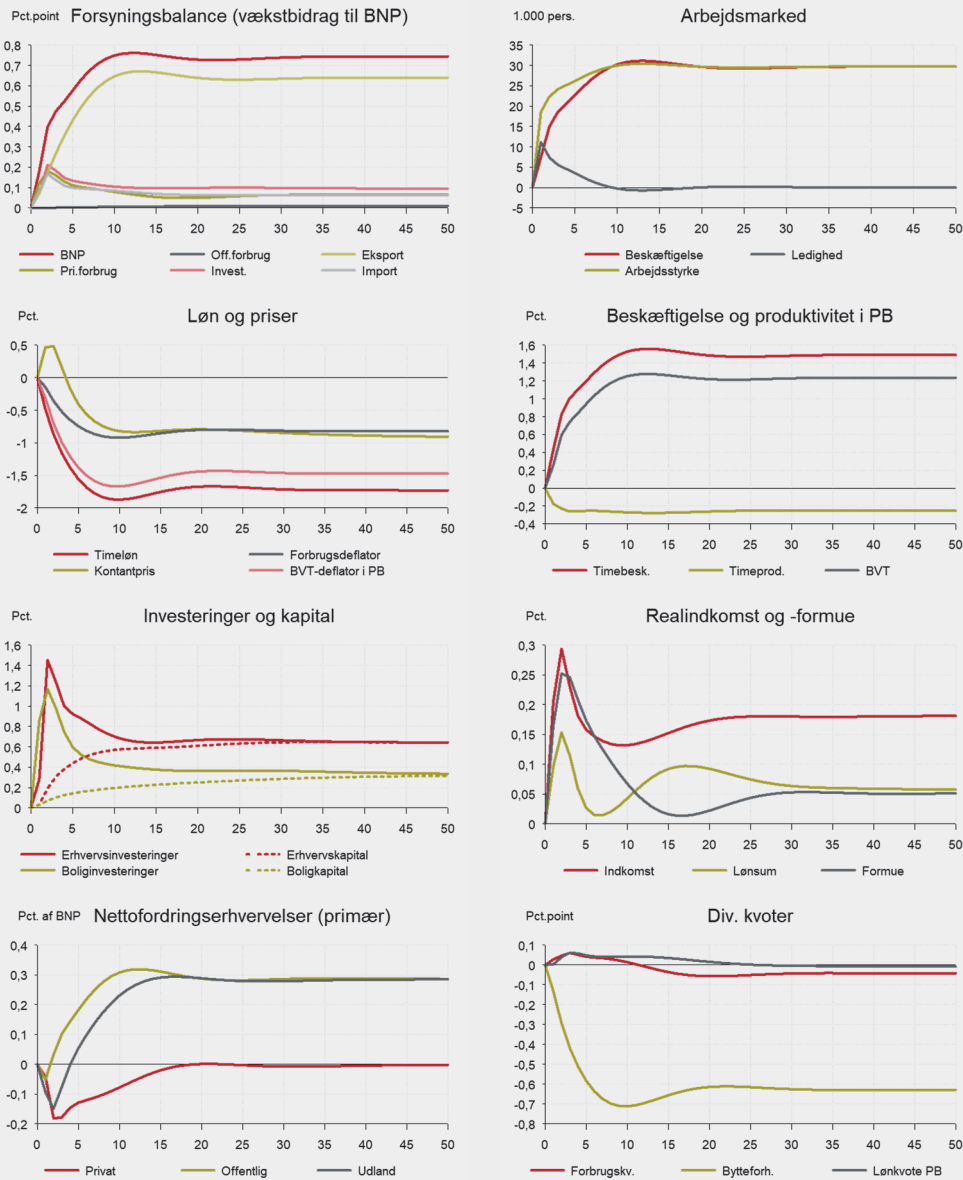 Forsyningsbalance (vækstbidrag til BNP)
Pct.point
0,8
0,7
0,6
0,5
0,4
0,3
0,2
0,1
0
0 5 10 15 20 25 30 35 40 45 50
BNP Off.forbrug Eksport
Pri.forbrug Invest. Import
Arbejdsmarked
1.000 pers.
35
30
25
20
15
10
5
0
-5
0 5 10 15 20 25 30 35 40 45 50
Beskæftigelse Ledighed
Arbejdsstyrke
Løn og priser
Pct.
0,5
0
-0,5
-1
-1,5
-2
0 5 10 15 20 25 30 35 40 45 50
Timeløn Forbrugsdeflator
Kontantpris BVT-deflator i PB
Beskæftigelse og produktivitet i PB
Pct.
1,6
1,4
1,2
1
0,8
0,6
0,4
0,2
0
-0,2
-0,4
0 5 10 15 20 25 30 35 40 45 50
Timebesk. Timeprod. BVT
Investeringer og kapital
Pct.
1,6
1,4
1,2
1
0,8
0,6
0,4
0,2
0
0 5 10 15 20 25 30 35 40 45 50
Erhvervsinvesteringer Erhvervskapital
Boliginvesteringer Boligkapital
Realindkomst og -formue
Pct.
0,3
0,25
0,2
0,15
0,1
0,05
0
0 5 10 15 20 25 30 35 40 45 50
Indkomst Lønsum Formue
Nettofordringserhvervelser (primær)
Pct. af BNP
0,4
0,3
0,2
0,1
0
-0,1
-0,2
0 5 10 15 20 25 30 35 40 45 50
Privat Offentlig Udland
Div. kvoter
Pct.point
0,1
0
-0,1
-0,2
-0,3
-0,4
-0,5
-0,6
-0,7
-0,8
0 5 10 15 20 25 30 35 40 45 50
Forbrugskv. Bytteforh. Lønkvote PB